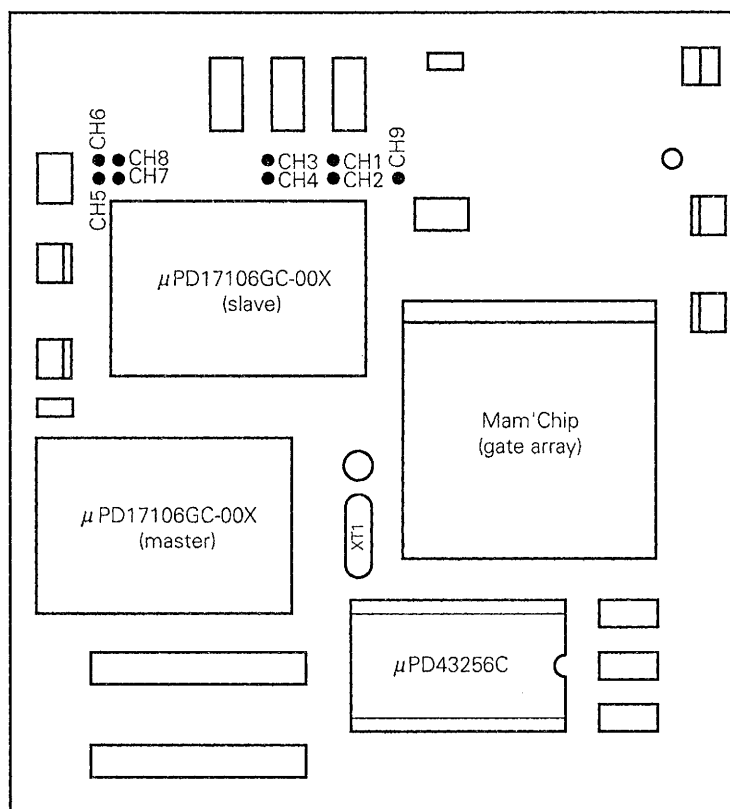 CH6
CH8
CH3
CH1
CH9
CH5
CH7
CH4
CH2
μPD17106GC-00X
(slave)
Mam'Chip
(gate array)
μPD17106GC-00X
(master)
XT1
μPD43256C